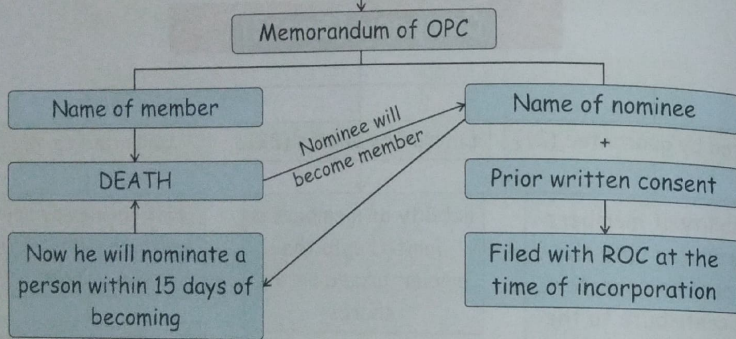 Memorandum of OPC
Name of member
Name of nominee
Nominee will
become member
+
DEATH
Prior written consent
Now he will nominate a
person within 15 days of
becoming
Filed with ROC at the
time of incorporation